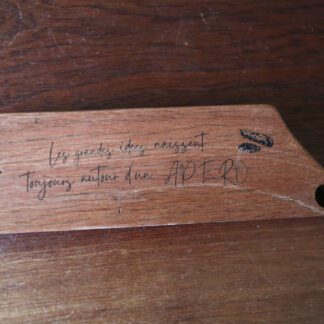 Les grandes idées naissent
toujours autour d'un APERO